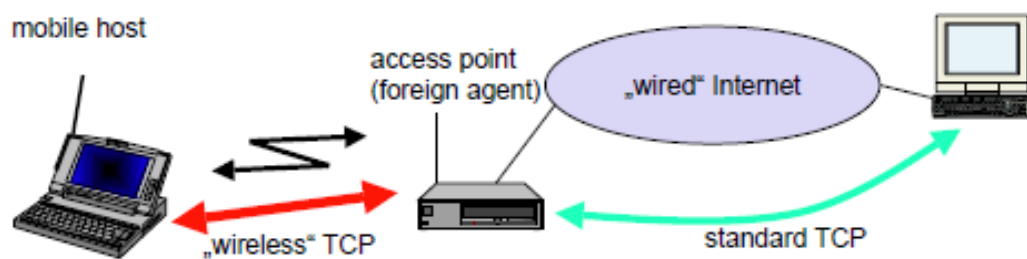 mobile host
access point
(foreign agent)
„wired“ Internet
„wireless“ TCP
standard TCP